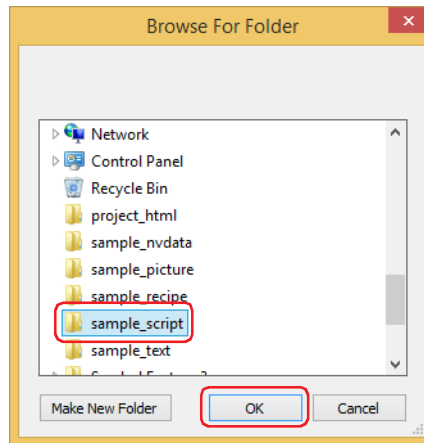 Browse For Folder
Network
Control Panel
Recycle Bin
project_html
sample_nvdata
sample_picture
sample_recipe
sample_script
sample_text
Make New Folder
OK
Cancel